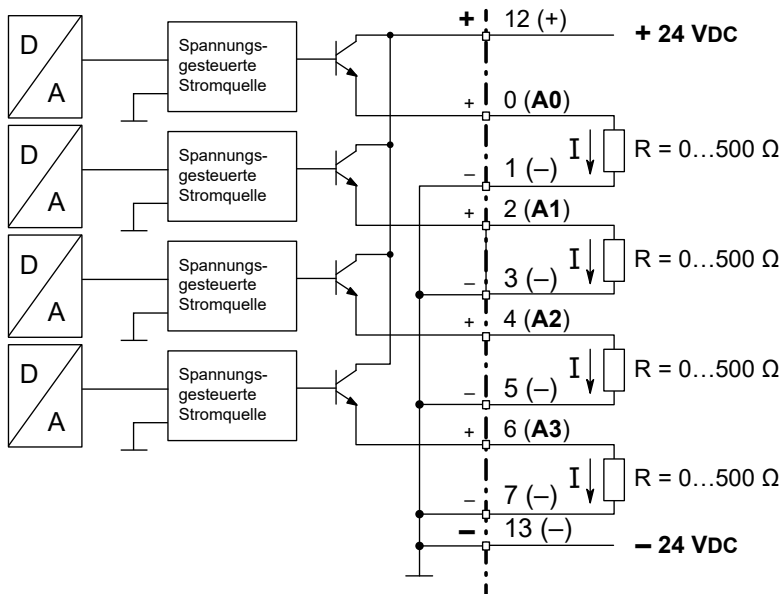 + 12 (+) + 24 VDC
D
A
Spannungs-
gesteuerte
Stromquelle
+ 0 (A0)
I R = 0...500 Ω
– 1 (–)
D
A
Spannungs-
gesteuerte
Stromquelle
+ 2 (A1)
I R = 0...500 Ω
– 3 (–)
D
A
Spannungs-
gesteuerte
Stromquelle
+ 4 (A2)
I R = 0...500 Ω
– 5 (–)
D
A
Spannungs-
gesteuerte
Stromquelle
+ 6 (A3)
I R = 0...500 Ω
– 7 (–)
– 13 (–) – 24 VDC